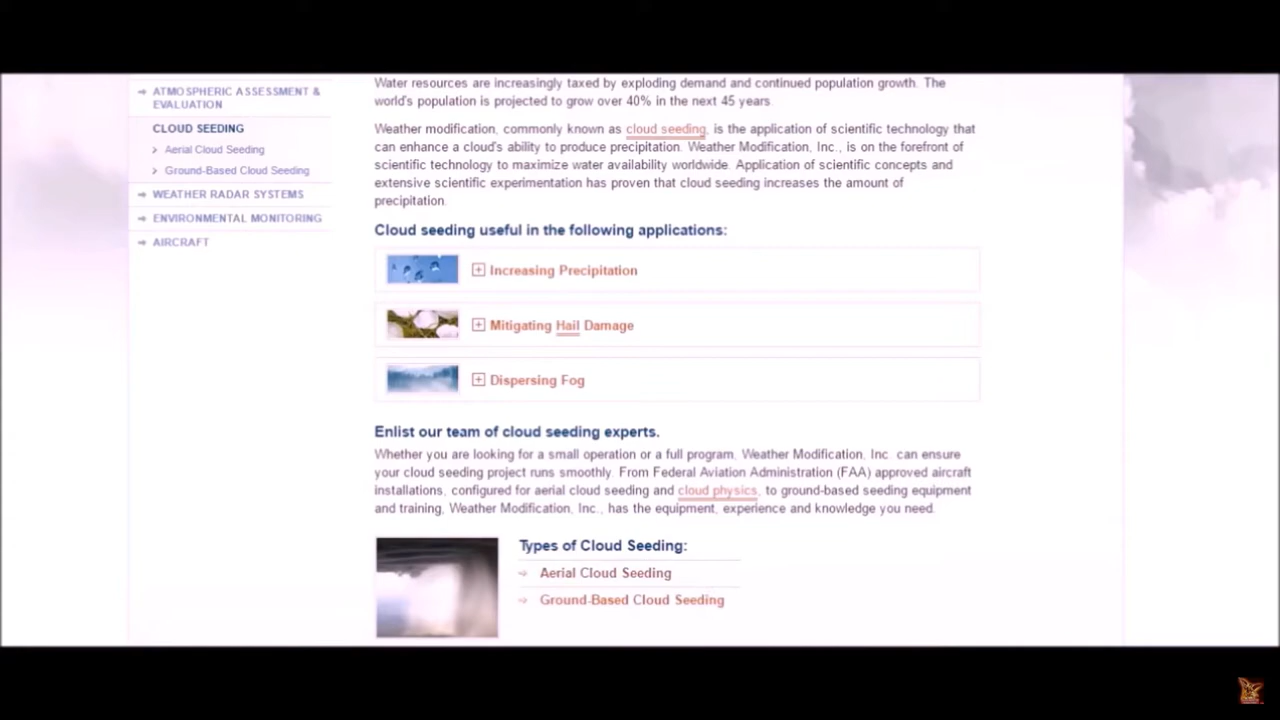 ATMOSPHERIC ASSESSMENT &
EVALUATION
CLOUD SEEDING
Aerial Cloud Seeding
Ground-Based Cloud Seeding
WEATHER RADAR SYSTEMS
ENVIRONMENTAL MONITORING
AIRCRAFT
Water resources are increasingly taxed by exploding demand and continued population growth. The
world's population is projected to grow over 40% in the next 45 years.
Weather modification, commonly known as cloud seeding, is the application of scientific technology that
can enhance a cloud's ability to produce precipitation. Weather Modification, Inc., is on the forefront of
scientific technology to maximize water availability worldwide. Application of scientific concepts and
extensive scientific experimentation has proven that cloud seeding increases the amount of
precipitation.
Cloud seeding useful in the following applications:
Increasing Precipitation
Mitigating Hail Damage
Dispersing Fog
Enlist our team of cloud seeding experts.
Whether you are looking for a small operation or a full program, Weather Modification, Inc. can ensure
your cloud seeding project runs smoothly. From Federal Aviation Administration (FAA) approved aircraft
installations, configured for aerial cloud seeding and cloud physics, to ground-based seeding equipment
and training, Weather Modification, Inc., has the equipment, experience and knowledge you need.
Types of Cloud Seeding:
Aerial Cloud Seeding
Ground-Based Cloud Seeding